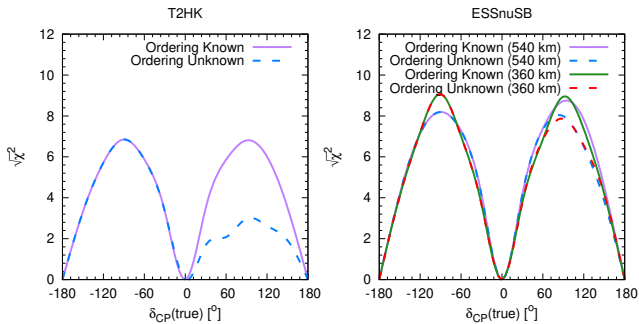 T2HK
Ordering Known
Ordering Unknown
12
10
8
6
4
2
0
√χ²
-180 -120 -60 0 60 120 180
δCP(true) [°]
ESSnuSB
Ordering Known (540 km)
Ordering Unknown (540 km)
Ordering Known (360 km)
Ordering Unknown (360 km)
12
10
8
6
4
2
0
√χ²
-180 -120 -60 0 60 120 180
δCP(true) [°]